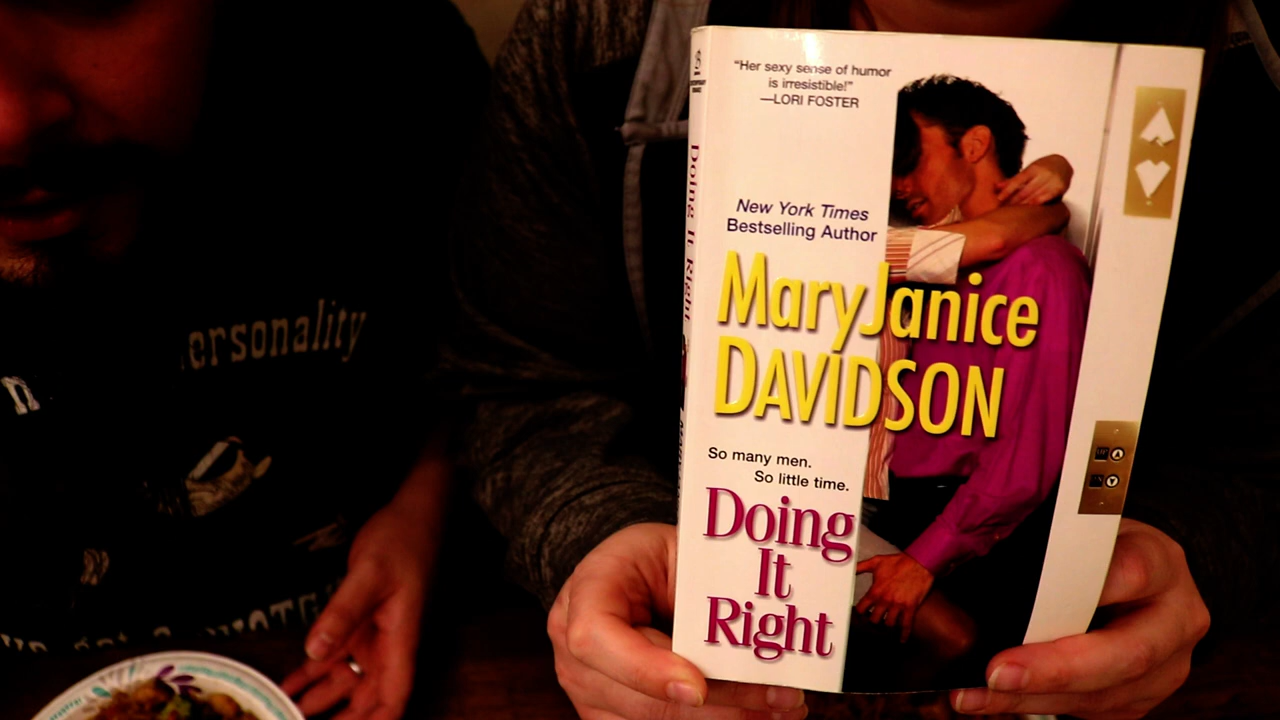 "Her sexy sense of humor
is irresistible!"
—LORI FOSTER
New York Times
Bestselling Author
MaryJanice
DAVIDSON
So many men.
So little time.
Doing
It
Right
Doing It Right
ersonality